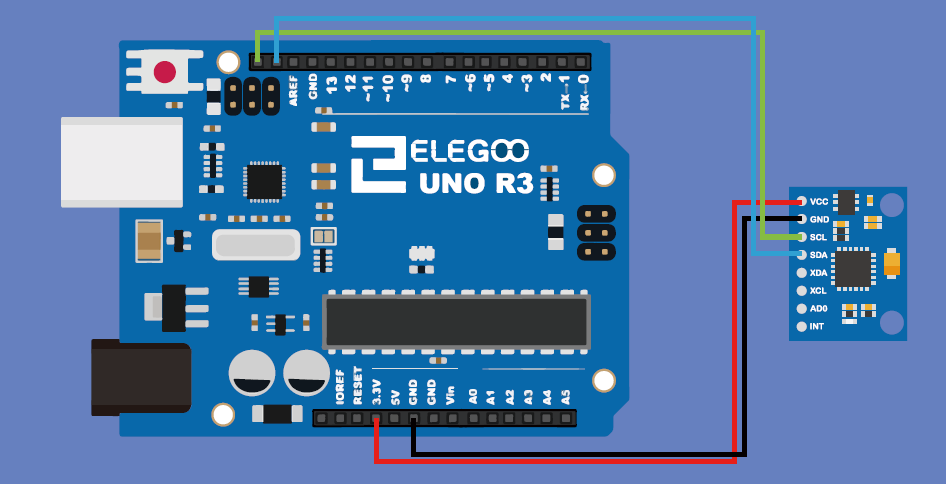 AREF
GND
13
12
~11
~10
~9
8
7
~6
~5
4
~3
2
TX→1
RX←0
ELEGOO
UNO R3
VCC
GND
SCL
SDA
XDA
XCL
AD0
INT
IOREF
RESET
3.3V
5V
GND
GND
Vin
A0
A1
A2
A3
A4
A5